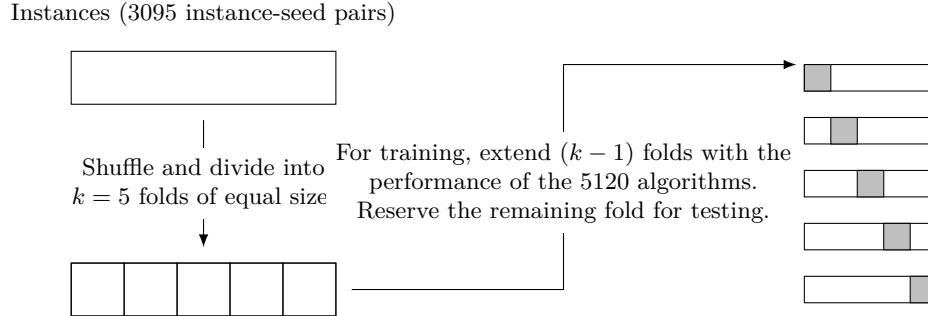 Instances (3095 instance-seed pairs)
Shuffle and divide into
k = 5 folds of equal size
For training, extend (k − 1) folds with the
performance of the 5120 algorithms.
Reserve the remaining fold for testing.